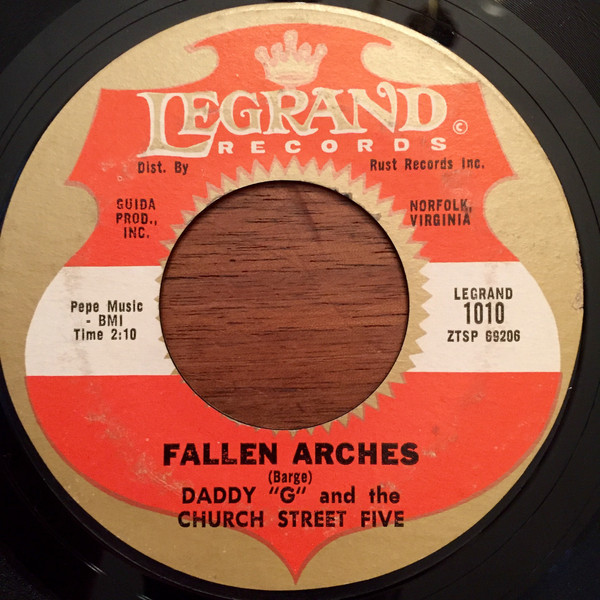 LEGRAND ©
RECORDS
Dist. By Rust Records Inc.
GUIDA
PROD.,
INC.
NORFOLK,
VIRGINIA
Pepe Music
- BMI
Time 2:10
LEGRAND
1010
ZTSP 69206
FALLEN ARCHES
(Barge)
DADDY "G" and the
CHURCH STREET FIVE